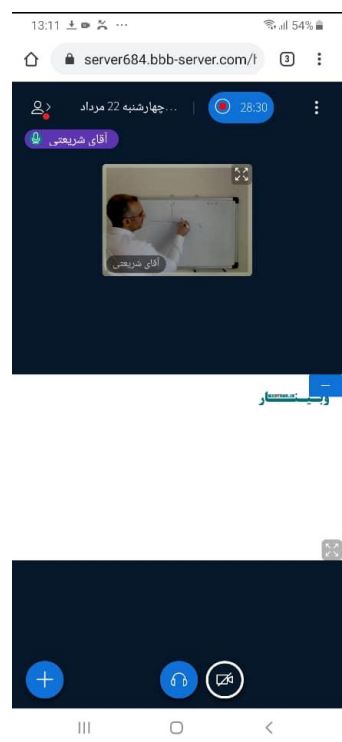 13:11 54%
server684.bbb-server.com/h 3
چهارشنبه 22 مرداد... 28:30
آقای شریعتی
آقای شریعتی
وبینار